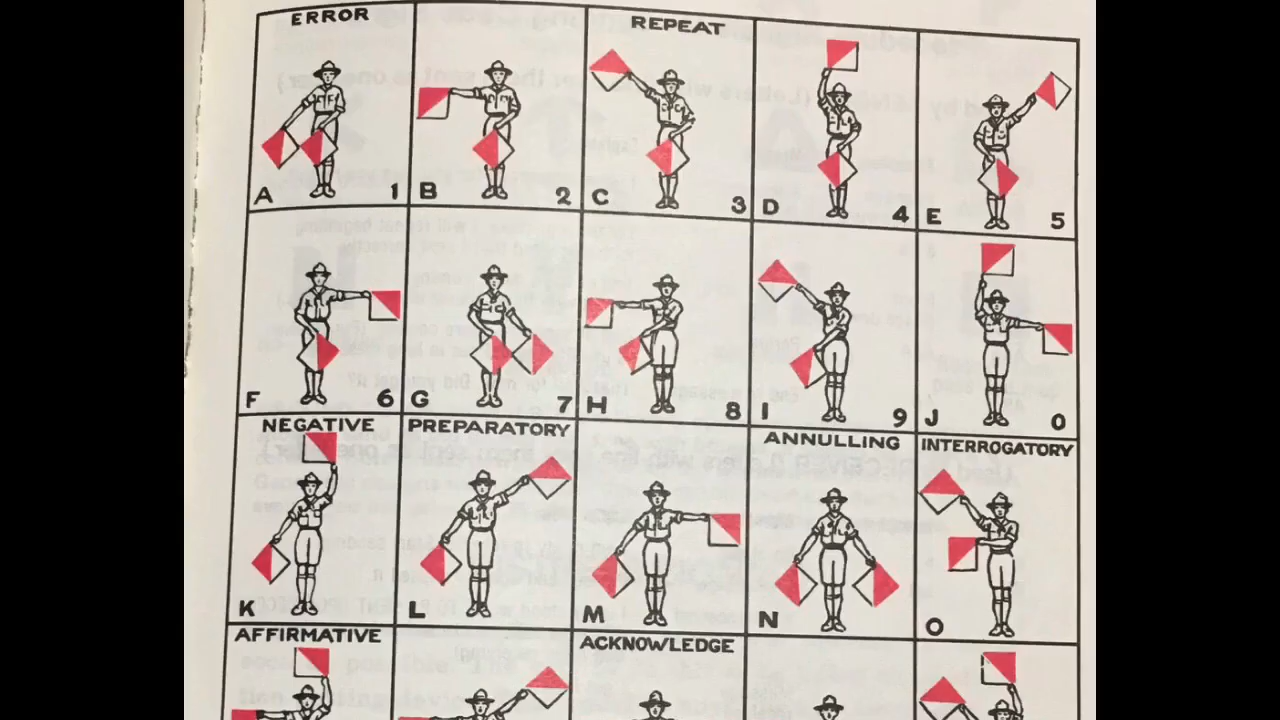 ERROR REPEAT
A 1 B 2 C 3 D 4 E 5
F 6 G 7 H 8 I 9 J 0
NEGATIVE PREPARATORY ANNULLING INTERROGATORY
K L M N O
AFFIRMATIVE ACKNOWLEDGE